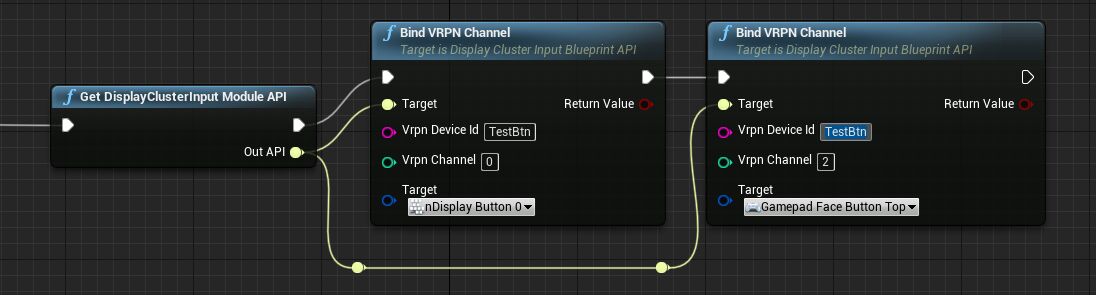 f Get DisplayClusterInput Module API
Out API
f Bind VRPN Channel
Target is Display Cluster Input Blueprint API
Target
Return Value
Vrpn Device Id TestBtn
Vrpn Channel 0
Target
nDisplay Button 0
f Bind VRPN Channel
Target is Display Cluster Input Blueprint API
Target
Return Value
Vrpn Device Id TestBtn
Vrpn Channel 2
Target
Gamepad Face Button Top